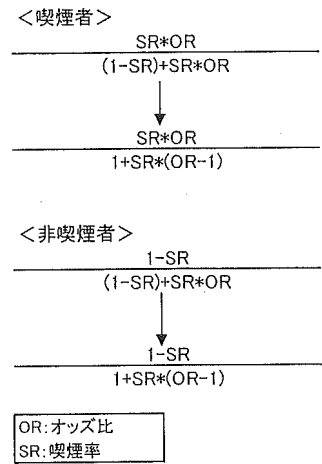 ＜喫煙者＞
SR*OR
(1-SR)+SR*OR
SR*OR
1+SR*(OR-1)
＜非喫煙者＞
1-SR
(1-SR)+SR*OR
1-SR
1+SR*(OR-1)
OR:オッズ比
SR:喫煙率